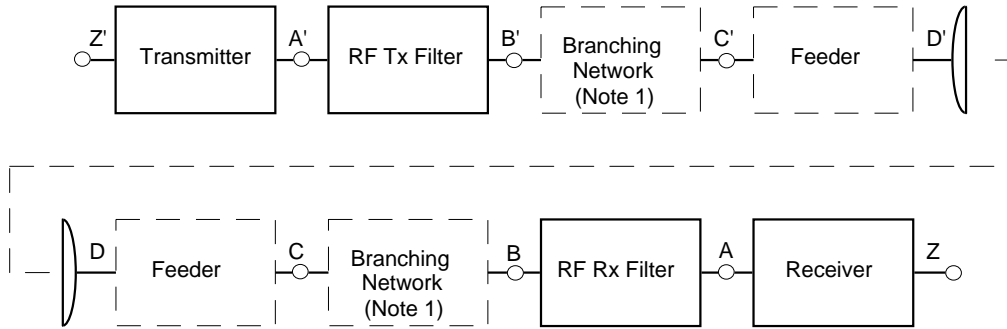 Z'
Transmitter
A'
RF Tx Filter
B'
Branching
Network
(Note 1)
C'
Feeder
D'
D
Feeder
C
Branching
Network
(Note 1)
B
RF Rx Filter
A
Receiver
Z